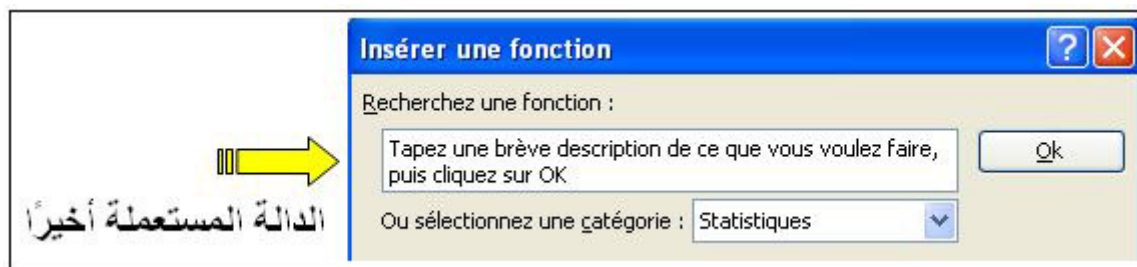 Insérer une fonction
Recherchez une fonction :
Tapez une brève description de ce que vous voulez faire,
puis cliquez sur OK
Ok
الدالة المستعملة أخيرًا
Ou sélectionnez une catégorie : Statistiques